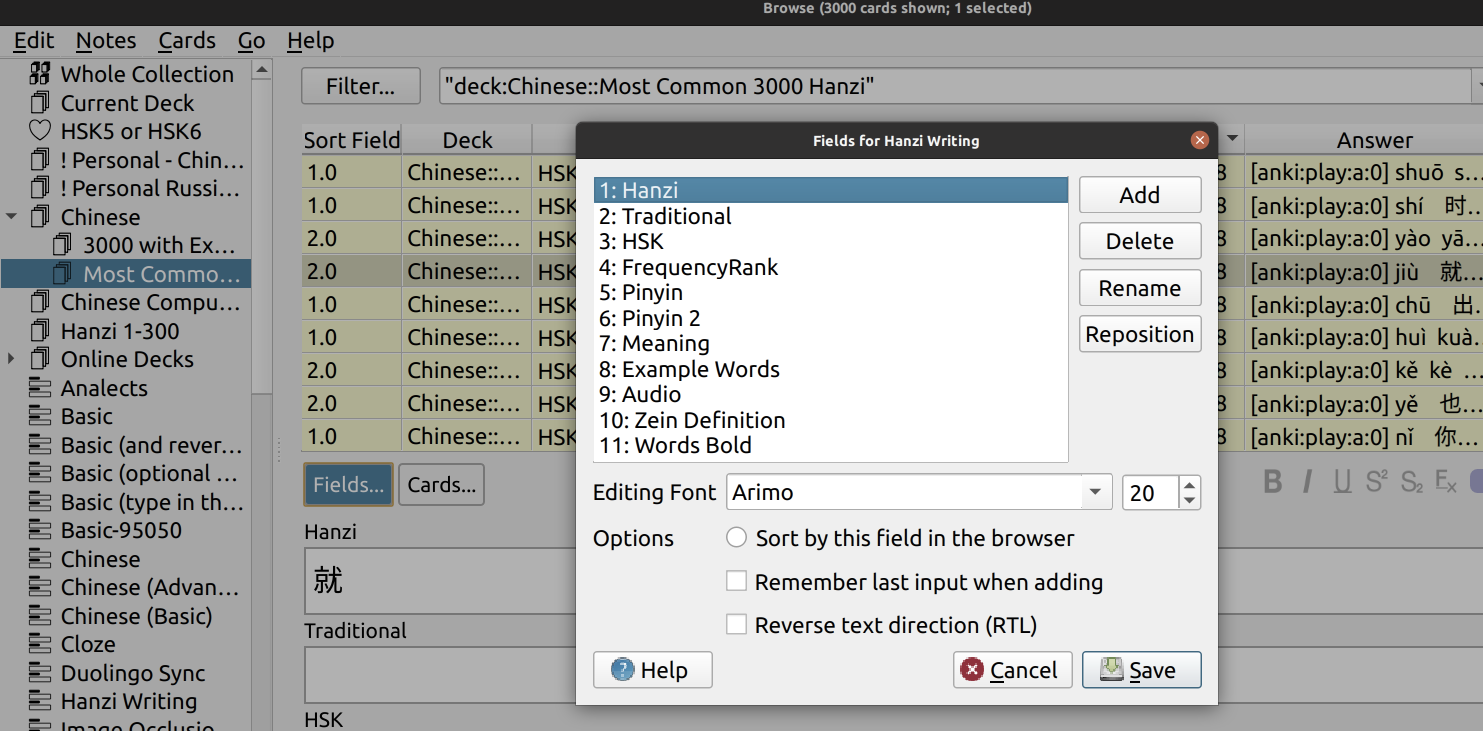 Browse (3000 cards shown; 1 selected)
Edit Notes Cards Go Help
Whole Collection
Current Deck
HSK5 or HSK6
! Personal - Chin...
! Personal Russi...
Chinese
3000 with Ex...
Most Commo...
Chinese Compu...
Hanzi 1-300
Online Decks
Analects
Basic
Basic (and rever...
Basic (optional ...
Basic (type in th...
Basic-95050
Chinese
Chinese (Advan...
Chinese (Basic)
Cloze
Duolingo Sync
Hanzi Writing
Image Occlusio
Filter...
"deck:Chinese::Most Common 3000 Hanzi"
Sort Field Deck Answer
1.0 Chinese::... HSK 8 [anki:play:a:0] shuō s...
1.0 Chinese::... HSK 8 [anki:play:a:0] shí 时...
2.0 Chinese::... HSK 8 [anki:play:a:0] yào yā...
2.0 Chinese::... HSK 8 [anki:play:a:0] jiù 就...
1.0 Chinese::... HSK 8 [anki:play:a:0] chū 出...
1.0 Chinese::... HSK 8 [anki:play:a:0] huì kuà...
2.0 Chinese::... HSK 8 [anki:play:a:0] kě kè ...
2.0 Chinese::... HSK 8 [anki:play:a:0] yě 也...
1.0 Chinese::... HSK 8 [anki:play:a:0] nǐ 你...
Fields... Cards...
B I U S² S₂ Ex
Hanzi
就
Traditional
HSK
Fields for Hanzi Writing
1: Hanzi
2: Traditional
3: HSK
4: FrequencyRank
5: Pinyin
6: Pinyin 2
7: Meaning
8: Example Words
9: Audio
10: Zein Definition
11: Words Bold
Add
Delete
Rename
Reposition
Editing Font Arimo 20
Options Sort by this field in the browser
Remember last input when adding
Reverse text direction (RTL)
Help Cancel Save